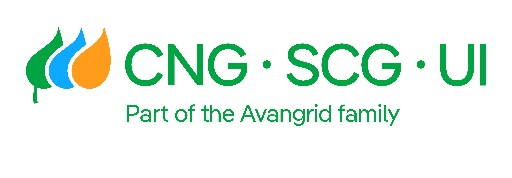 CNG · SCG · UI
Part of the Avangrid family